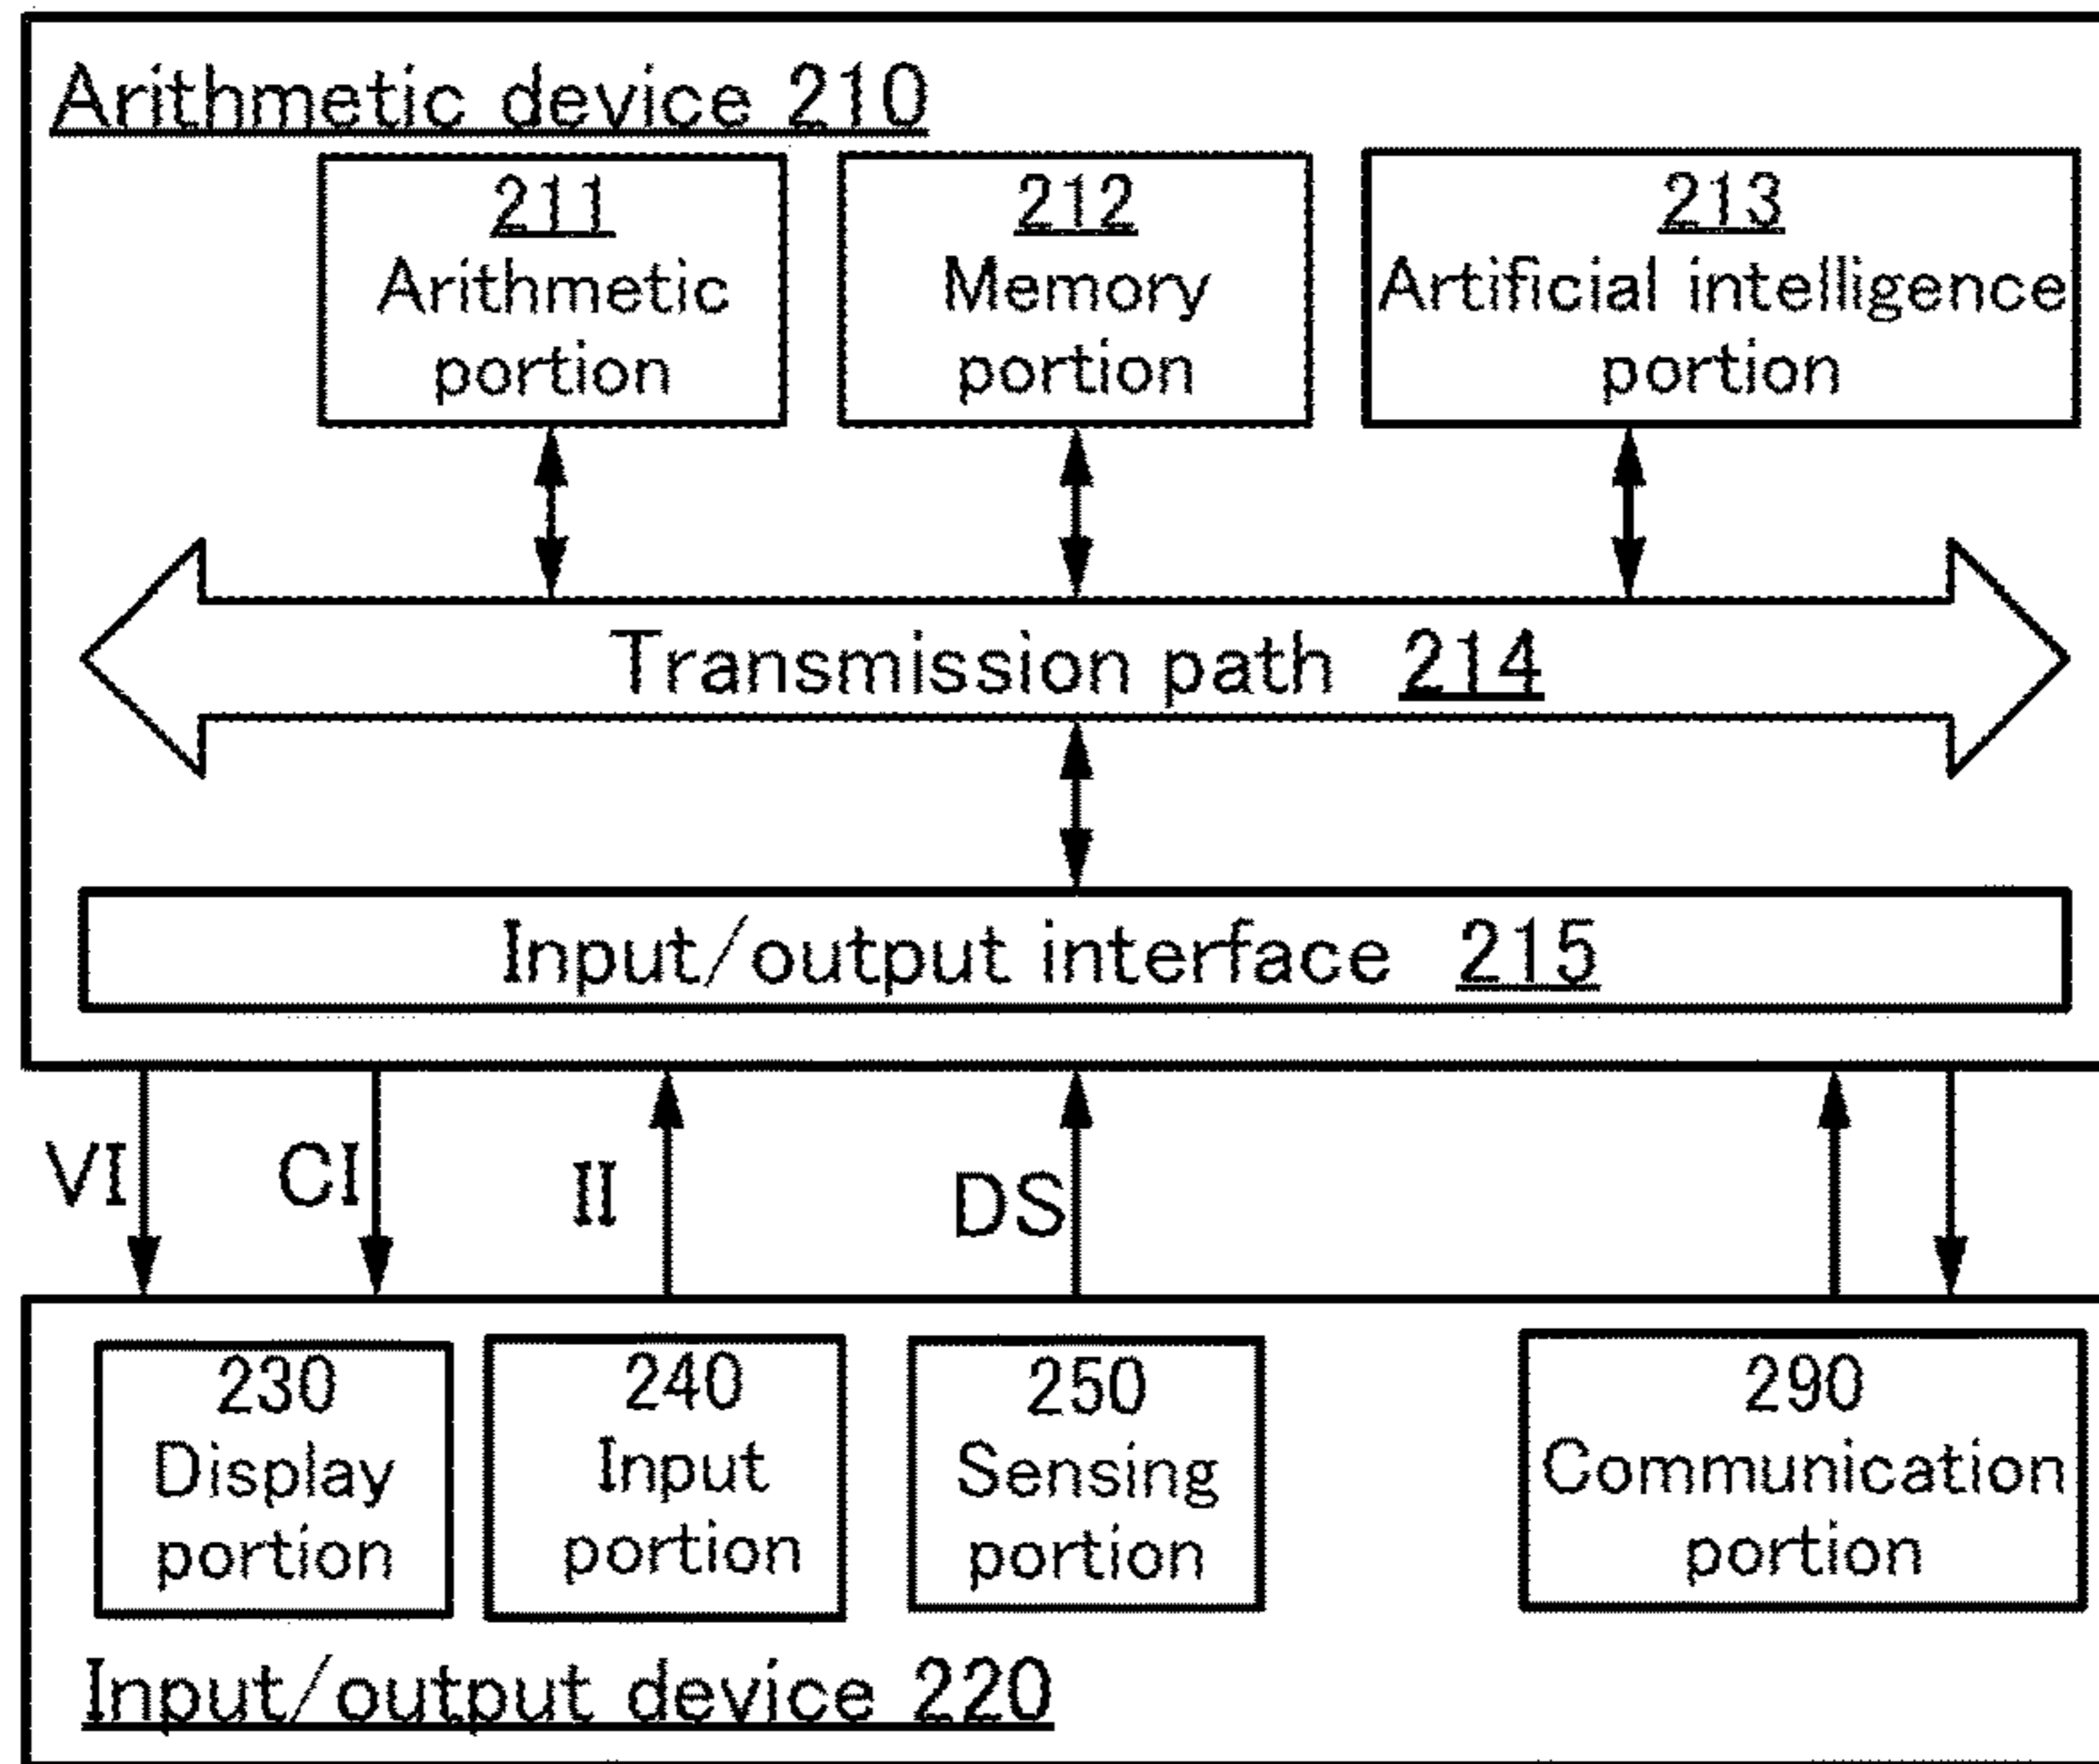 Arithmetic device 210
211
Arithmetic
portion
212
Memory
portion
213
Artificial intelligence
portion
Transmission path 214
Input/output interface 215
VI
CI
II
DS
230
Display
portion
240
Input
portion
250
Sensing
portion
290
Communication
portion
Input/output device 220